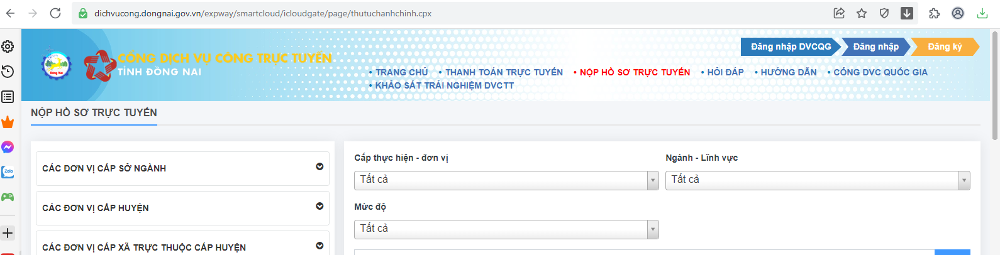 dichvucong.dongnai.gov.vn/expway/smartcloud/icloudgate/page/thutuchanhchinh.cpx
Đăng nhập DVCQG Đăng nhập Đăng ký
CỔNG DỊCH VỤ CÔNG TRỰC TUYẾN
TỈNH ĐỒNG NAI
Đồng Nai
• TRANG CHỦ • THANH TOÁN TRỰC TUYẾN • NỘP HỒ SƠ TRỰC TUYẾN • HỎI ĐÁP • HƯỚNG DẪN • CỔNG DVC QUỐC GIA
• KHẢO SÁT TRẢI NGHIỆM DVCTT
NỘP HỒ SƠ TRỰC TUYẾN
CÁC ĐƠN VỊ CẤP SỞ NGÀNH
CÁC ĐƠN VỊ CẤP HUYỆN
CÁC ĐƠN VỊ CẤP XÃ TRỰC THUỘC CẤP HUYỆN
Cấp thực hiện - đơn vị
Tất cả
Ngành - Lĩnh vực
Tất cả
Mức độ
Tất cả
Zalo